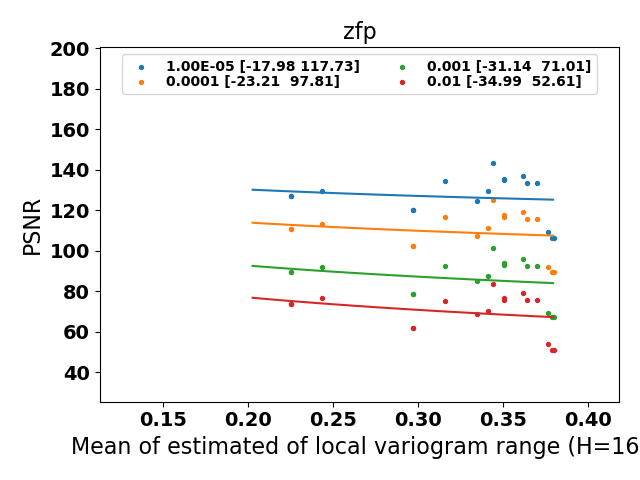 zfp
1.00E-05 [-17.98 117.73]
0.0001 [-23.21  97.81]
0.001 [-31.14  71.01]
0.01 [-34.99  52.61]
200
180
160
140
120
100
80
60
40
PSNR
0.15 0.20 0.25 0.30 0.35 0.40
Mean of estimated of local variogram range (H=16